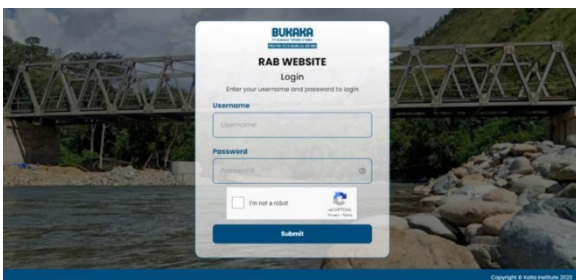 BUKAKA
RAB WEBSITE
Login
Enter your username and password to login
Username
Username
Password
Password
I'm not a robot
reCAPTCHA
Privacy - Terms
Submit
Copyright © Kalla Institute 2023